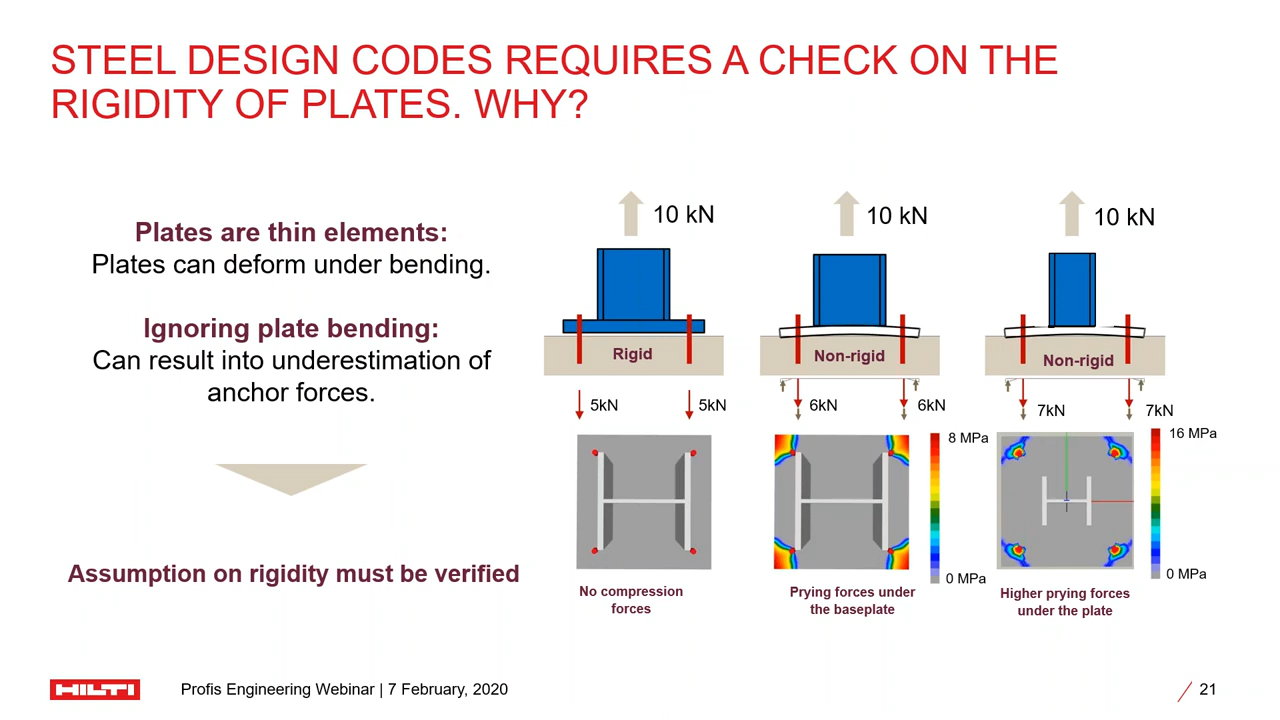 STEEL DESIGN CODES REQUIRES A CHECK ON THE
RIGIDITY OF PLATES. WHY?
Plates are thin elements:
Plates can deform under bending.
Ignoring plate bending:
Can result into underestimation of
anchor forces.
Assumption on rigidity must be verified
10 kN
Rigid
5kN
5kN
No compression
forces
10 kN
Non-rigid
6kN
6kN
8 MPa
0 MPa
Prying forces under
the baseplate
10 kN
Non-rigid
7kN
7kN
16 MPa
0 MPa
Higher prying forces
under the plate
HILTI
Profis Engineering Webinar | 7 February, 2020
21